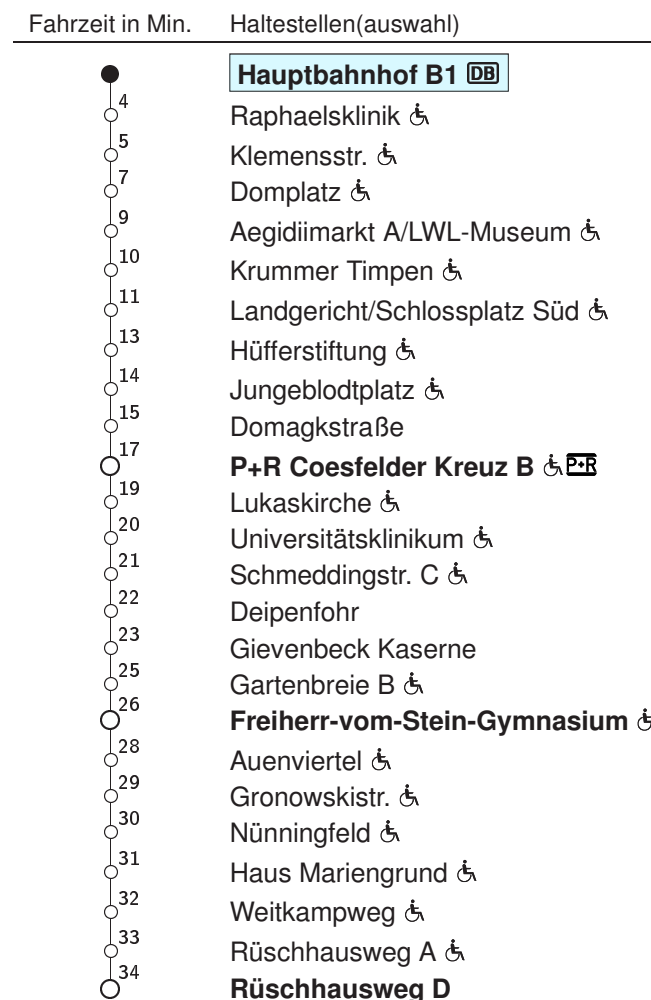 Fahrzeit in Min. Haltestellen(auswahl)
Hauptbahnhof B1 DB
4 Raphaelsklinik
5 Klemensstr.
7 Domplatz
9 Aegidiimarkt A/LWL-Museum
10 Krummer Timpen
11 Landgericht/Schlossplatz Süd
13 Hüfferstiftung
14 Jungeblodtplatz
15 Domagkstraße
17 P+R Coesfelder Kreuz B P+R
19 Lukaskirche
20 Universitätsklinikum
21 Schmeddingstr. C
22 Deipenfohr
23 Gievenbeck Kaserne
25 Gartenbreie B
26 Freiherr-vom-Stein-Gymnasium
28 Auenviertel
29 Gronowskistr.
30 Nünningfeld
31 Haus Mariengrund
32 Weitkampweg
33 Rüschhausweg A
34 Rüschhausweg D